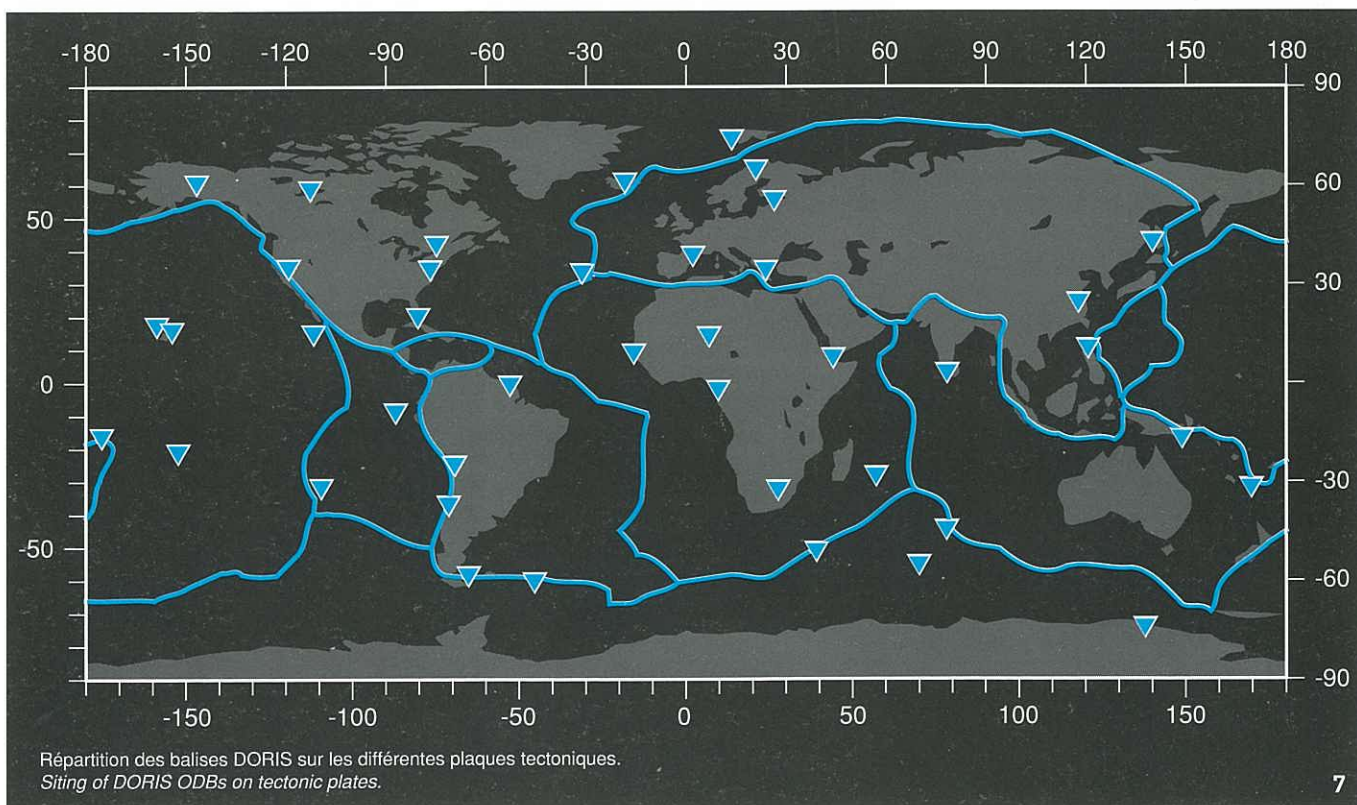 -180 -150 -120 -90 -60 -30 0 30 60 90 120 150 180
90
60
50
30
0
-30
-50
-60
-90
-150 -100 -50 0 50 100 150
Répartition des balises DORIS sur les différentes plaques tectoniques.
Siting of DORIS ODBs on tectonic plates.
7